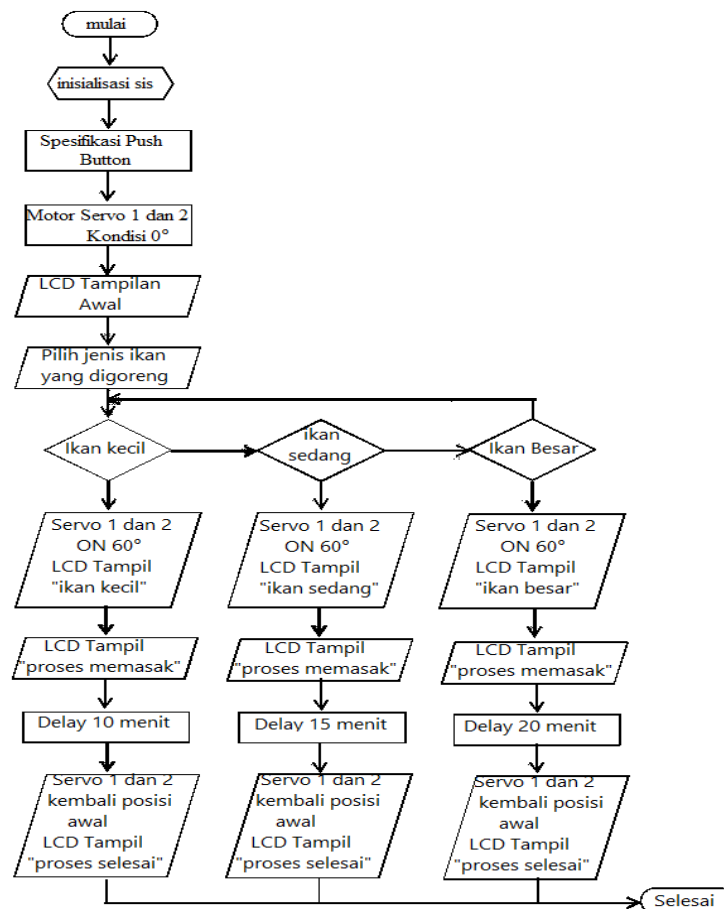 mulai
inisialisasi sis
Spesifikasi Push
Button
Motor Servo 1 dan 2
Kondisi 0°
LCD Tampilan
Awal
Pilih jenis ikan
yang digoreng
Ikan kecil
ikan
sedang
Ikan Besar
Servo 1 dan 2
ON 60°
LCD Tampil
"ikan kecil"
Servo 1 dan 2
ON 60°
LCD Tampil
"ikan sedang"
Servo 1 dan 2
ON 60°
LCD Tampil
"ikan besar"
LCD Tampil
"proses memasak"
LCD Tampil
"proses memasak"
LCD Tampil
"proses memasak"
Delay 10 menit
Delay 15 menit
Delay 20 menit
Servo 1 dan 2
kembali posisi
awal
LCD Tampil
"proses selesai"
Servo 1 dan 2
kembali posisi
awal
LCD Tampil
"proses selesai"
Servo 1 dan 2
kembali posisi
awal
LCD Tampil
"proses selesai"
Selesai